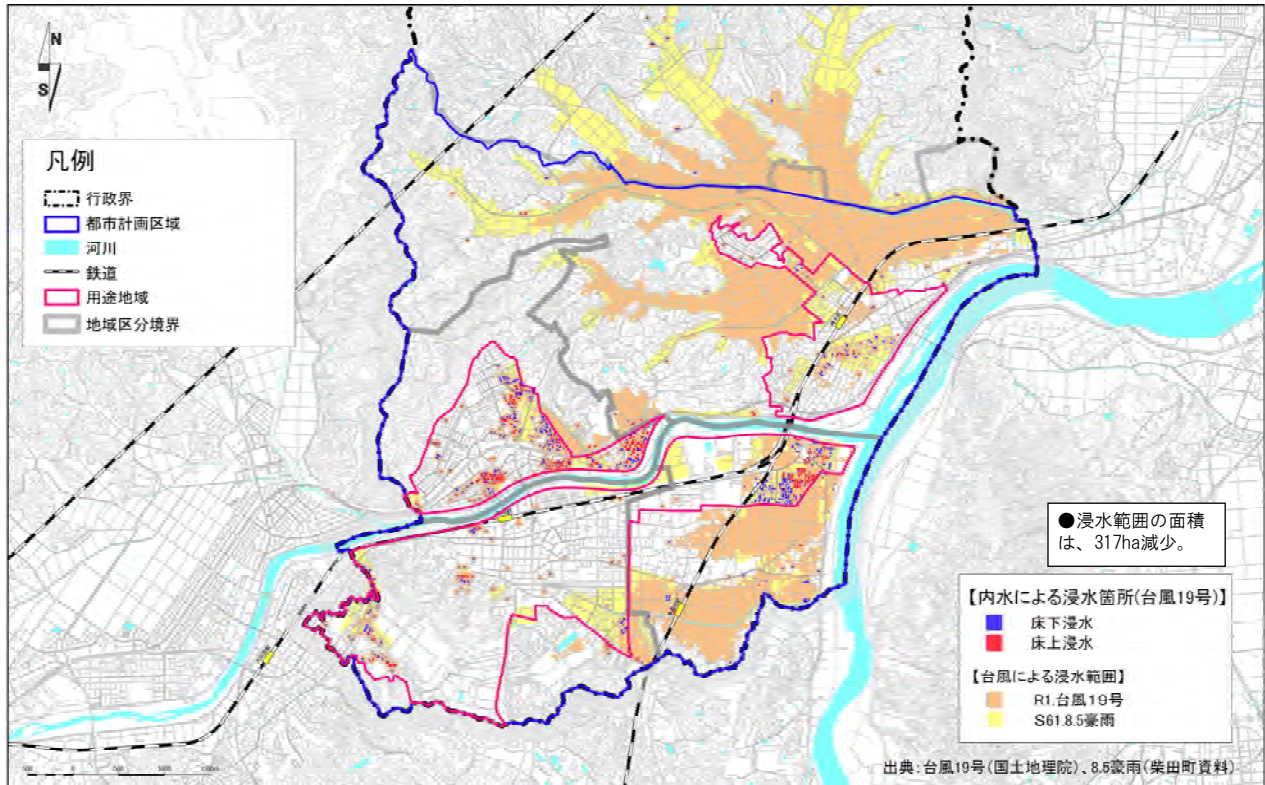 N
S
凡例
行政界
都市計画区域
河川
鉄道
用途地域
地域区分境界
●浸水範囲の面積
は、317ha減少。
【内水による浸水箇所(台風19号)】
床下浸水
床上浸水
【台風による浸水範囲】
R1.台風19号
S61.8.5豪雨
出典:台風19号(国土地理院)、8.5豪雨(柴田町資料)